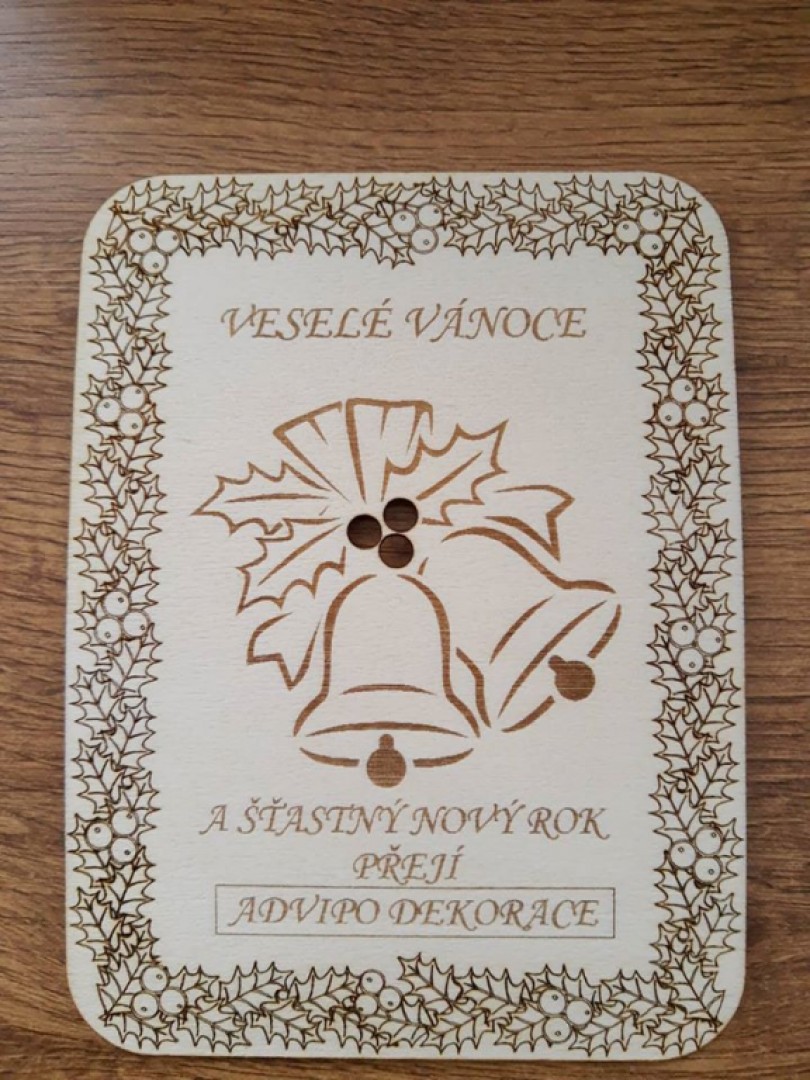 VESELÉ VÁNOCE
A ŠŤASTNÝ NOVÝ ROK
PŘEJÍ
ADVIPO DEKORACE